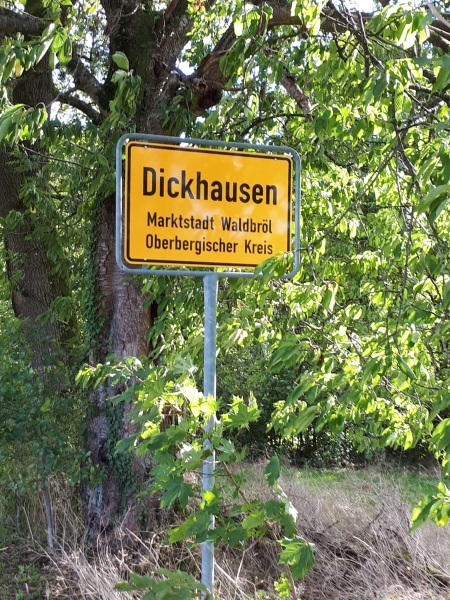 Dickhausen
Marktstadt Waldbröl
Oberbergischer Kreis